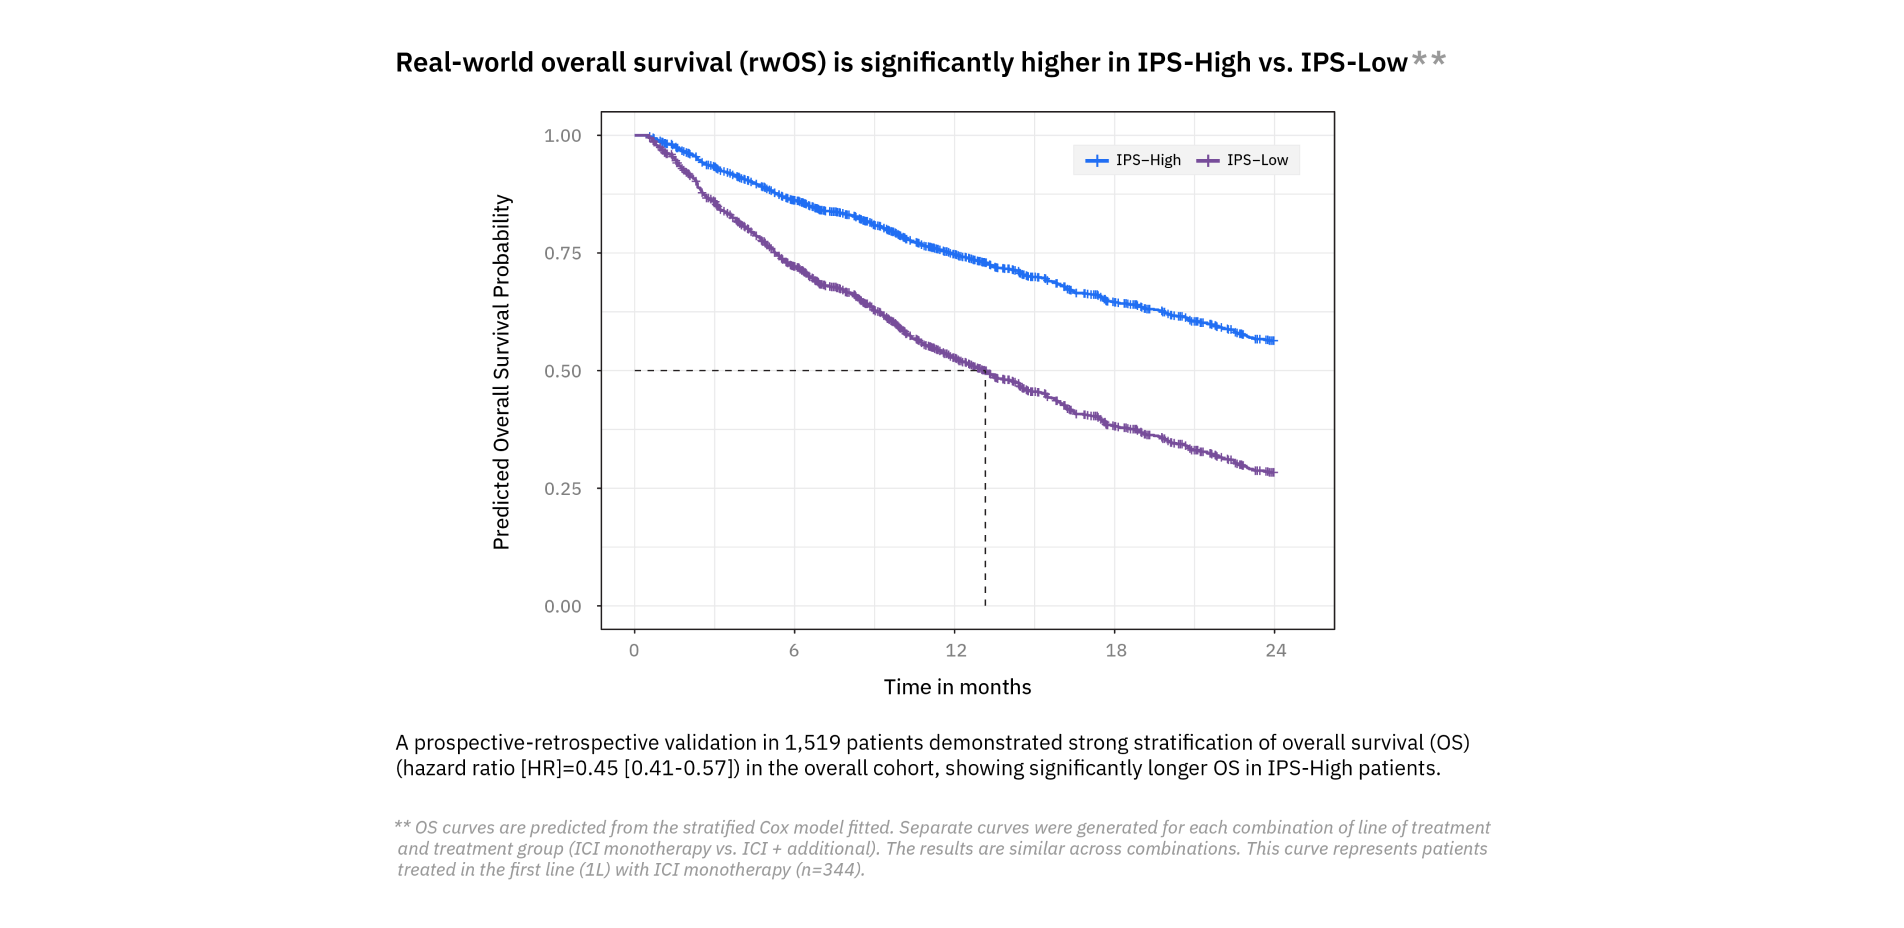 Real-world overall survival (rwOS) is significantly higher in IPS-High vs. IPS-Low**
IPS–High IPS–Low
Predicted Overall Survival Probability
1.00
0.75
0.50
0.25
0.00
0 6 12 18 24
Time in months
A prospective-retrospective validation in 1,519 patients demonstrated strong stratification of overall survival (OS)
(hazard ratio [HR]=0.45 [0.41-0.57]) in the overall cohort, showing significantly longer OS in IPS-High patients.
** OS curves are predicted from the stratified Cox model fitted. Separate curves were generated for each combination of line of treatment
and treatment group (ICI monotherapy vs. ICI + additional). The results are similar across combinations. This curve represents patients
treated in the first line (1L) with ICI monotherapy (n=344).